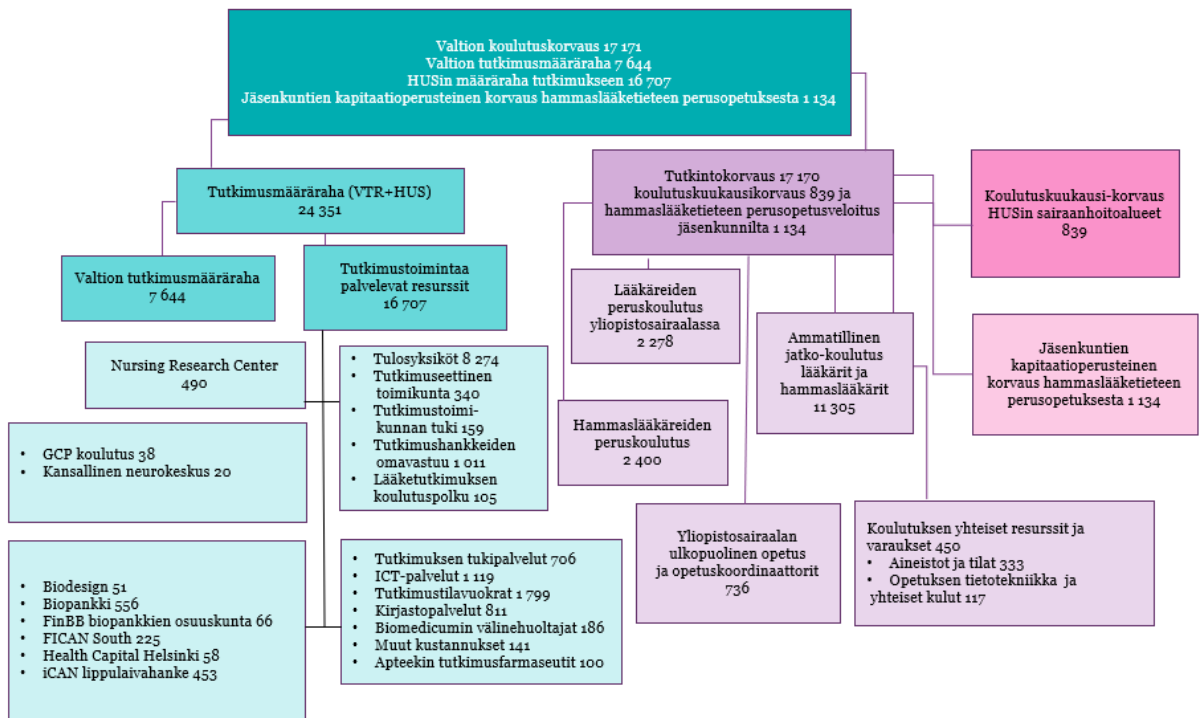 Valtion koulutuskorvaus 17 171
Valtion tutkimusmääräraha 7 644
HUSin määräraha tutkimukseen 16 707
Jäsenkuntien kapitaatioperusteinen korvaus hammaslääketieteen perusopetuksesta 1 134
Tutkimusmääräraha (VTR+HUS)
24 351
Tutkintokorvaus 17 170
koulutuskuukausikorvaus 839 ja
hammaslääketieteen perusopetusveloitus
jäsenkunnilta 1 134
Koulutuskuukausi-korvaus
HUSin sairaanhoitoalueet
839
Valtion tutkimusmääräraha
7 644
Tutkimustoimintaa
palvelevat resurssit
16 707
Lääkäreiden
peruskoulutus
yliopistosairaalassa
2 278
Ammatillinen
jatko-koulutus
lääkärit ja
hammaslääkärit
11 305
Jäsenkuntien
kapitaatioperusteinen
korvaus hammaslääketieteen
perusopetuksesta 1 134
Nursing Research Center
490
• Tulosyksiköt 8 274
• Tutkimuseettinen
toimikunta 340
• Tutkimustoimi-
kunnan tuki 159
• Tutkimushankkeiden
omavastuu 1 011
• Lääketutkimuksen
koulutuspolku 105
Hammaslääkäreiden
peruskoulutus
2 400
• GCP koulutus 38
• Kansallinen neurokeskus 20
Yliopistosairaalan
ulkopuolinen opetus
ja opetuskoordinaattorit
736
Koulutuksen yhteiset resurssit ja
varaukset 450
• Aineistot ja tilat 333
• Opetuksen tietotekniikka ja
yhteiset kulut 117
• Biodesign 51
• Biopankki 556
• FinBB biopankkien osuuskunta 66
• FICAN South 225
• Health Capital Helsinki 58
• iCAN lippulaivahanke 453
• Tutkimuksen tukipalvelut 706
• ICT-palvelut 1 119
• Tutkimustilavuokrat 1 799
• Kirjastopalvelut 811
• Biomedicumin välinehuoltajat 186
• Muut kustannukset 141
• Apteekin tutkimusfarmaseutit 100